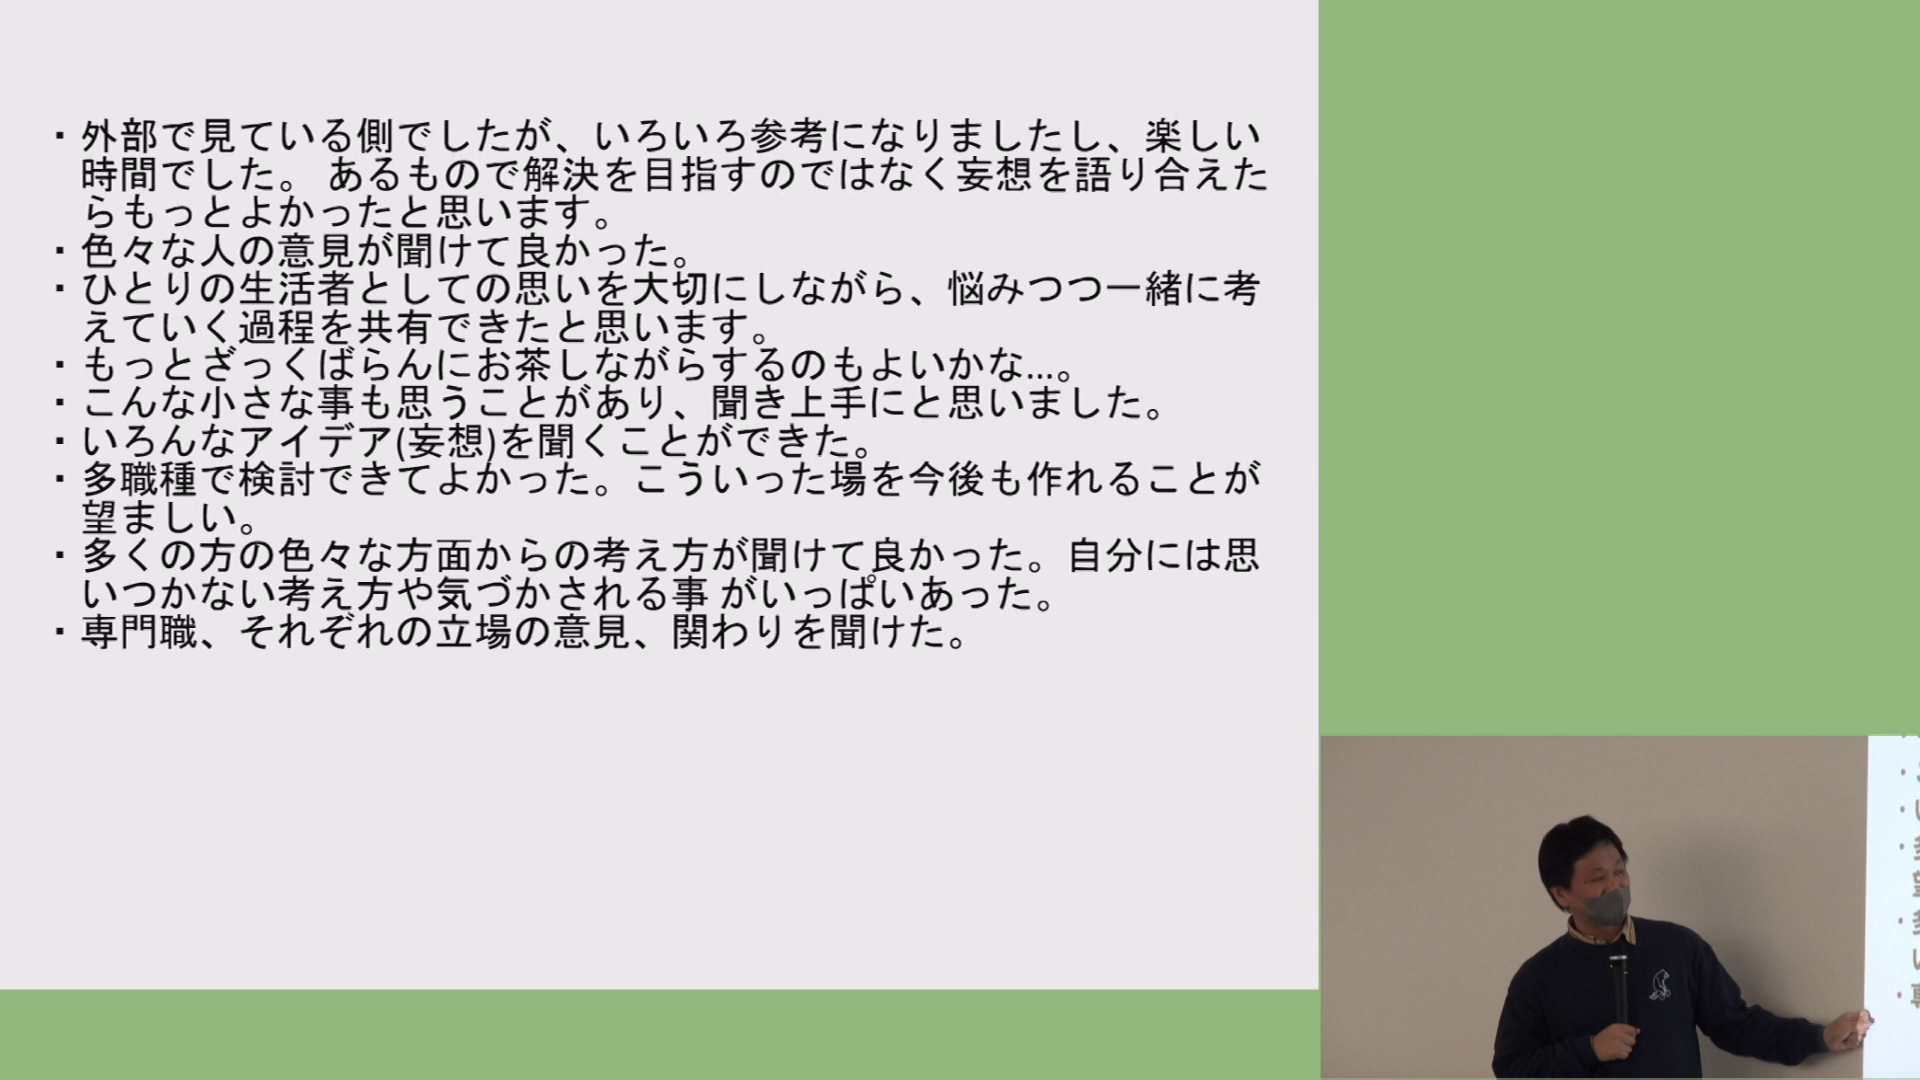 ・外部で見ている側でしたが、いろいろ参考になりましたし、楽しい
時間でした。 あるもので解決を目指すのではなく妄想を語り合えた
らもっとよかったと思います。
・色々な人の意見が聞けて良かった。
・ひとりの生活者としての思いを大切にしながら、悩みつつ一緒に考
えていく過程を共有できたと思います。
・もっとざっくばらんにお茶しながらするのもよいかな…。
・こんな小さな事も思うことがあり、聞き上手にと思いました。
・いろんなアイデア(妄想)を聞くことができた。
・多職種で検討できてよかった。こういった場を今後も作れることが
望ましい。
・多くの方の色々な方面からの考え方が聞けて良かった。自分には思
いつかない考え方や気づかされる事 がいっぱいあった。
・専門職、それぞれの立場の意見、関わりを聞けた。